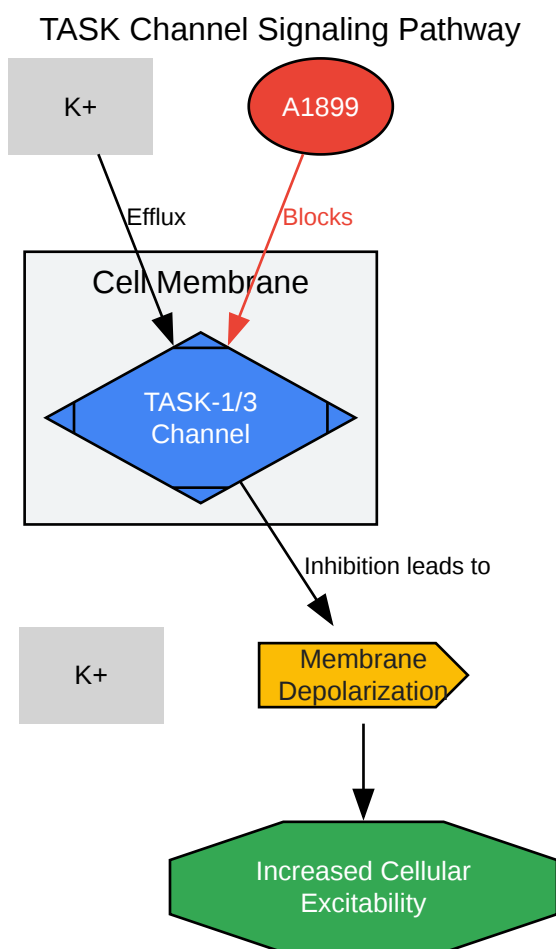 TASK Channel Signaling Pathway
K+
A1899
Efflux
Blocks
Cell Membrane
TASK-1/3
Channel
Inhibition leads to
K+
Membrane
Depolarization
Increased Cellular
Excitability